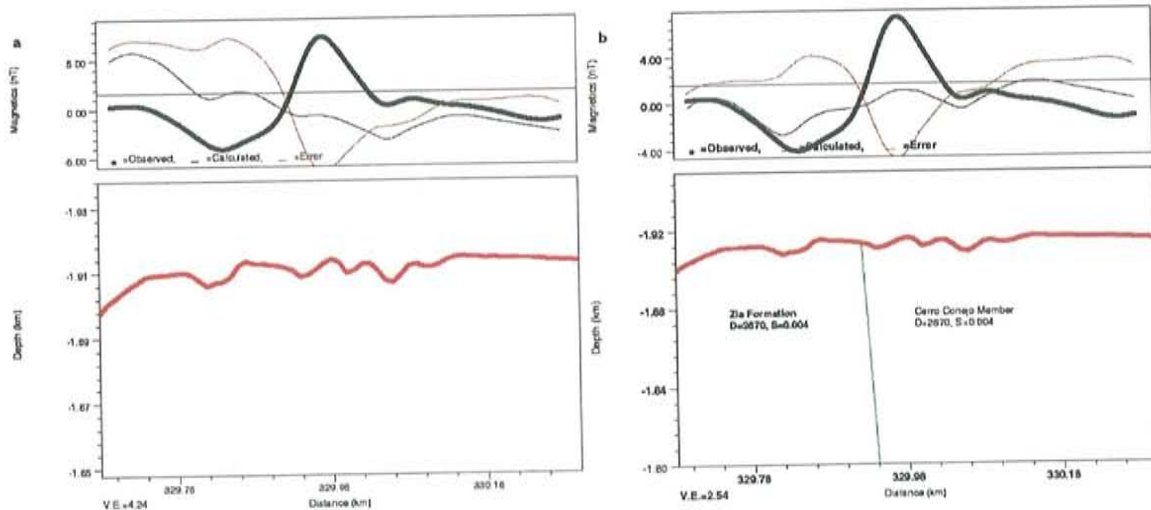 a
Magnetics (nT)
5.00
0.00
-5.00
=Observed, =Calculated, =Error
Depth (km)
-1.93
-1.91
-1.89
-1.87
-1.85
329.78
329.98
330.18
Distance (km)
V.E.=4.24
b
Magnetics (nT)
4.00
0.00
-4.00
=Observed, =Calculated, =Error
Depth (km)
-1.92
-1.88
-1.84
-1.80
Zia Formation
D=2670, S=0.004
Cerro Conejo Member
D=2670, S=0.004
329.78
329.98
330.18
Distance (km)
V.E.=2.54